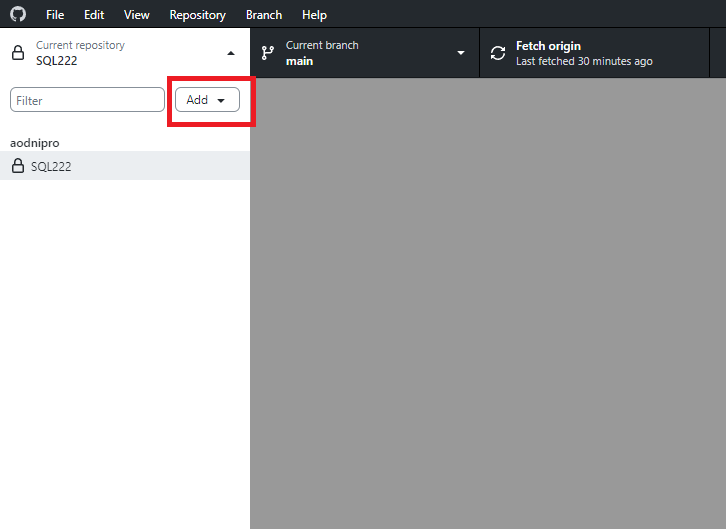 File Edit View Repository Branch Help
Current repository
SQL222
Current branch
main
Fetch origin
Last fetched 30 minutes ago
Filter
Add
aodnipro
SQL222